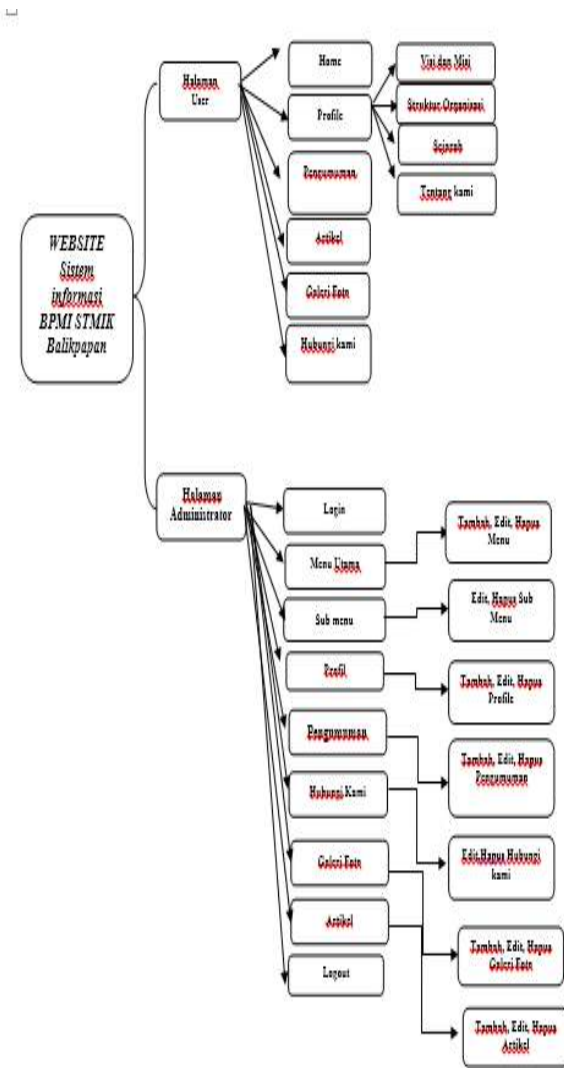 WEBSITE
Sistem
informasi
BPMI STMIK
Balikpapan
Halaman
User
Home
Profile
Visi dan Misi
Struktur Organisasi
Sejarah
Tentang kami
Pengumuman
Artikel
Galeri Foto
Hubungi kami
Halaman
Administrator
Login
Menu Utama
Tambah, Edit, Hapus
Menu
Sub menu
Edit, Hapus Sub
Menu
Profil
Tambah, Edit, Hapus
Profile
Pengumuman
Tambah, Edit, Hapus
Pengumuman
Hubungi Kami
Edit,Hapus Hubungi
kami
Galeri Foto
Tambah, Edit, Hapus
Galeri Foto
Artikel
Tambah, Edit, Hapus
Artikel
Logout